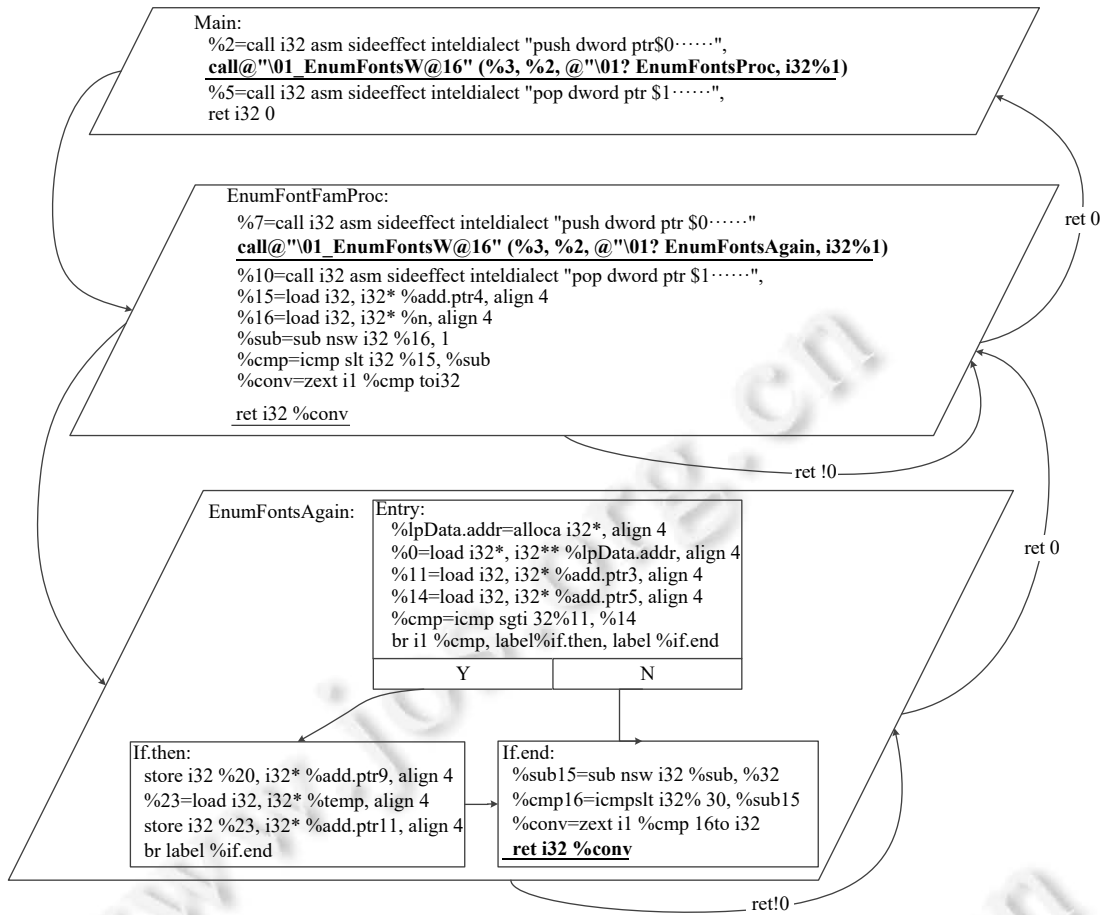 Main:
%2=call i32 asm sideeffect inteldialect "push dword ptr$0⋯⋯",
call@"\01_EnumFontsW@16" (%3, %2, @"\01? EnumFontsProc, i32%1)
%5=call i32 asm sideeffect inteldialect "pop dword ptr $1⋯⋯",
ret i32 0
EnumFontFamProc:
%7=call i32 asm sideeffect inteldialect "push dword ptr $0⋯⋯"
call@"\01_EnumFontsW@16" (%3, %2, @"\01? EnumFontsAgain, i32%1)
%10=call i32 asm sideeffect inteldialect "pop dword ptr $1⋯⋯",
%15=load i32, i32* %add.ptr4, align 4
%16=load i32, i32* %n, align 4
%sub=sub nsw i32 %16, 1
%cmp=icmp slt i32 %15, %sub
%conv=zext i1 %cmp toi32
ret i32 %conv
ret 0
ret !0
EnumFontsAgain:
Entry:
%lpData.addr=alloca i32*, align 4
%0=load i32*, i32** %lpData.addr, align 4
%11=load i32, i32* %add.ptr3, align 4
%14=load i32, i32* %add.ptr5, align 4
%cmp=icmp sgti 32%11, %14
br i1 %cmp, label%if.then, label %if.end
Y
N
ret 0
If.then:
store i32 %20, i32* %add.ptr9, align 4
%23=load i32, i32* %temp, align 4
store i32 %23, i32* %add.ptr11, align 4
br label %if.end
If.end:
%sub15=sub nsw i32 %sub, %32
%cmp16=icmpslt i32% 30, %sub15
%conv=zext i1 %cmp 16to i32
ret i32 %conv
ret!0
www.jos.org.cn